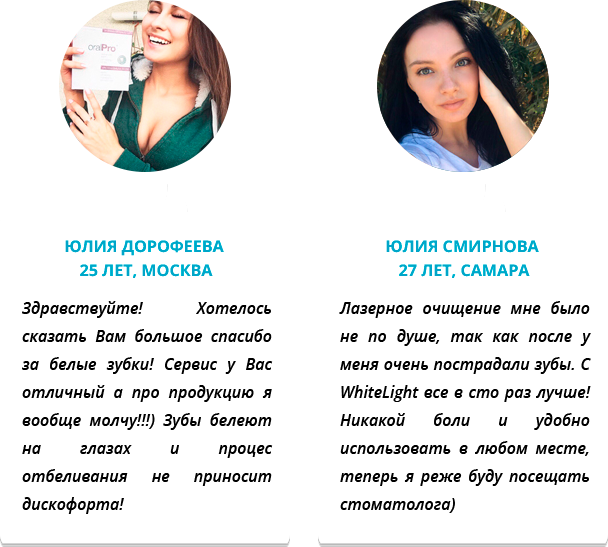 oralPro
ЮЛИЯ ДОРОФЕЕВА
25 ЛЕТ, МОСКВА
Здравствуйте! Хотелось
сказать Вам большое спасибо
за белые зубки! Сервис у Вас
отличный а про продукцию я
вообще молчу!!!) Зубы белеют
на глазах и процес
отбеливания не приносит
дискофорта!
ЮЛИЯ СМИРНОВА
27 ЛЕТ, САМАРА
Лазерное очищение мне было
не по душе, так как после у
меня очень пострадали зубы. С
WhiteLight все в сто раз лучше!
Никакой боли и удобно
использовать в любом месте,
теперь я реже буду посещать
стоматолога)